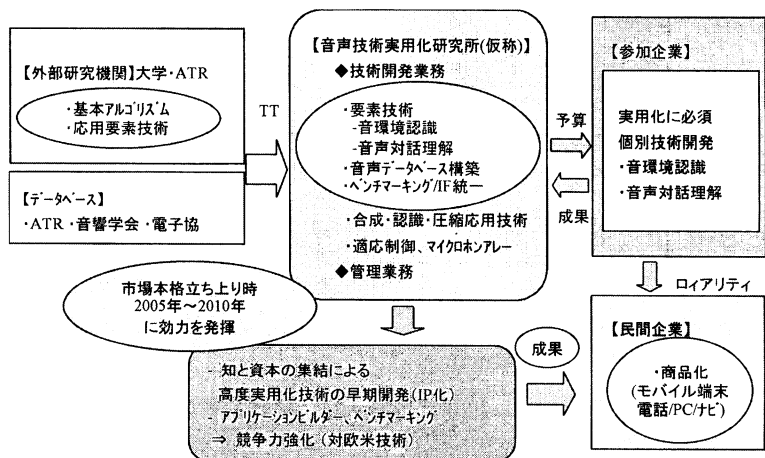 【外部研究機関】大学・ATR
・基本アルゴリズム
・応用要素技術
TT
【データベース】
・ATR・音響学会・電子協
【音声技術実用化研究所(仮称)】
◆技術開発業務
・要素技術
-音環境認識
-音声対話理解
・音声データベース構築
・ベンチマーキング/IF統一
・合成・認識・圧縮応用技術
・適応制御、マイクロホンアレー
◆管理業務
予算
成果
【参加企業】
実用化に必須
個別技術開発
・音環境認識
・音声対話理解
ロィアリティ
市場本格立ち上り時
2005年～2010年
に効力を発揮
- 知と資本の集結による
高度実用化技術の早期開発(IP化)
- アプリケーションビルダー、ベンチマーキング
⇒ 競争力強化 (対欧米技術)
成果
【民間企業】
・商品化
(モバイル端末
電話/PC/ナビ)